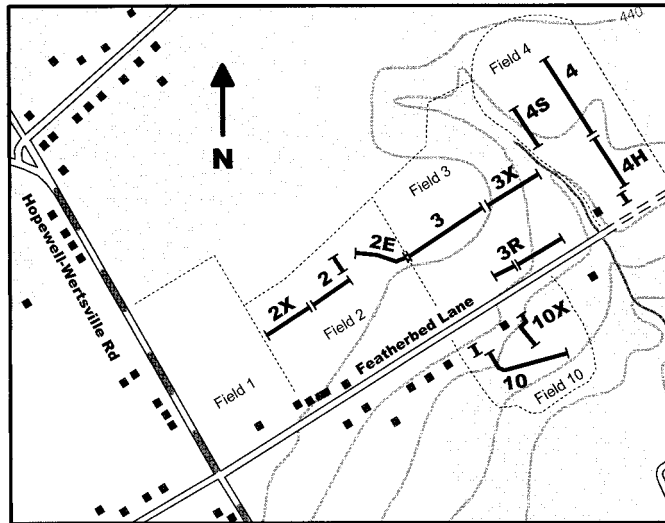 440
Field 4
4
4S
4H
I
N
Field 3
3X
3
2E
3R
2
2X
Hopewell-Wertsville Rd
Field 2
Featherbed Lane
I
10X
I
Field 1
10
Field 10